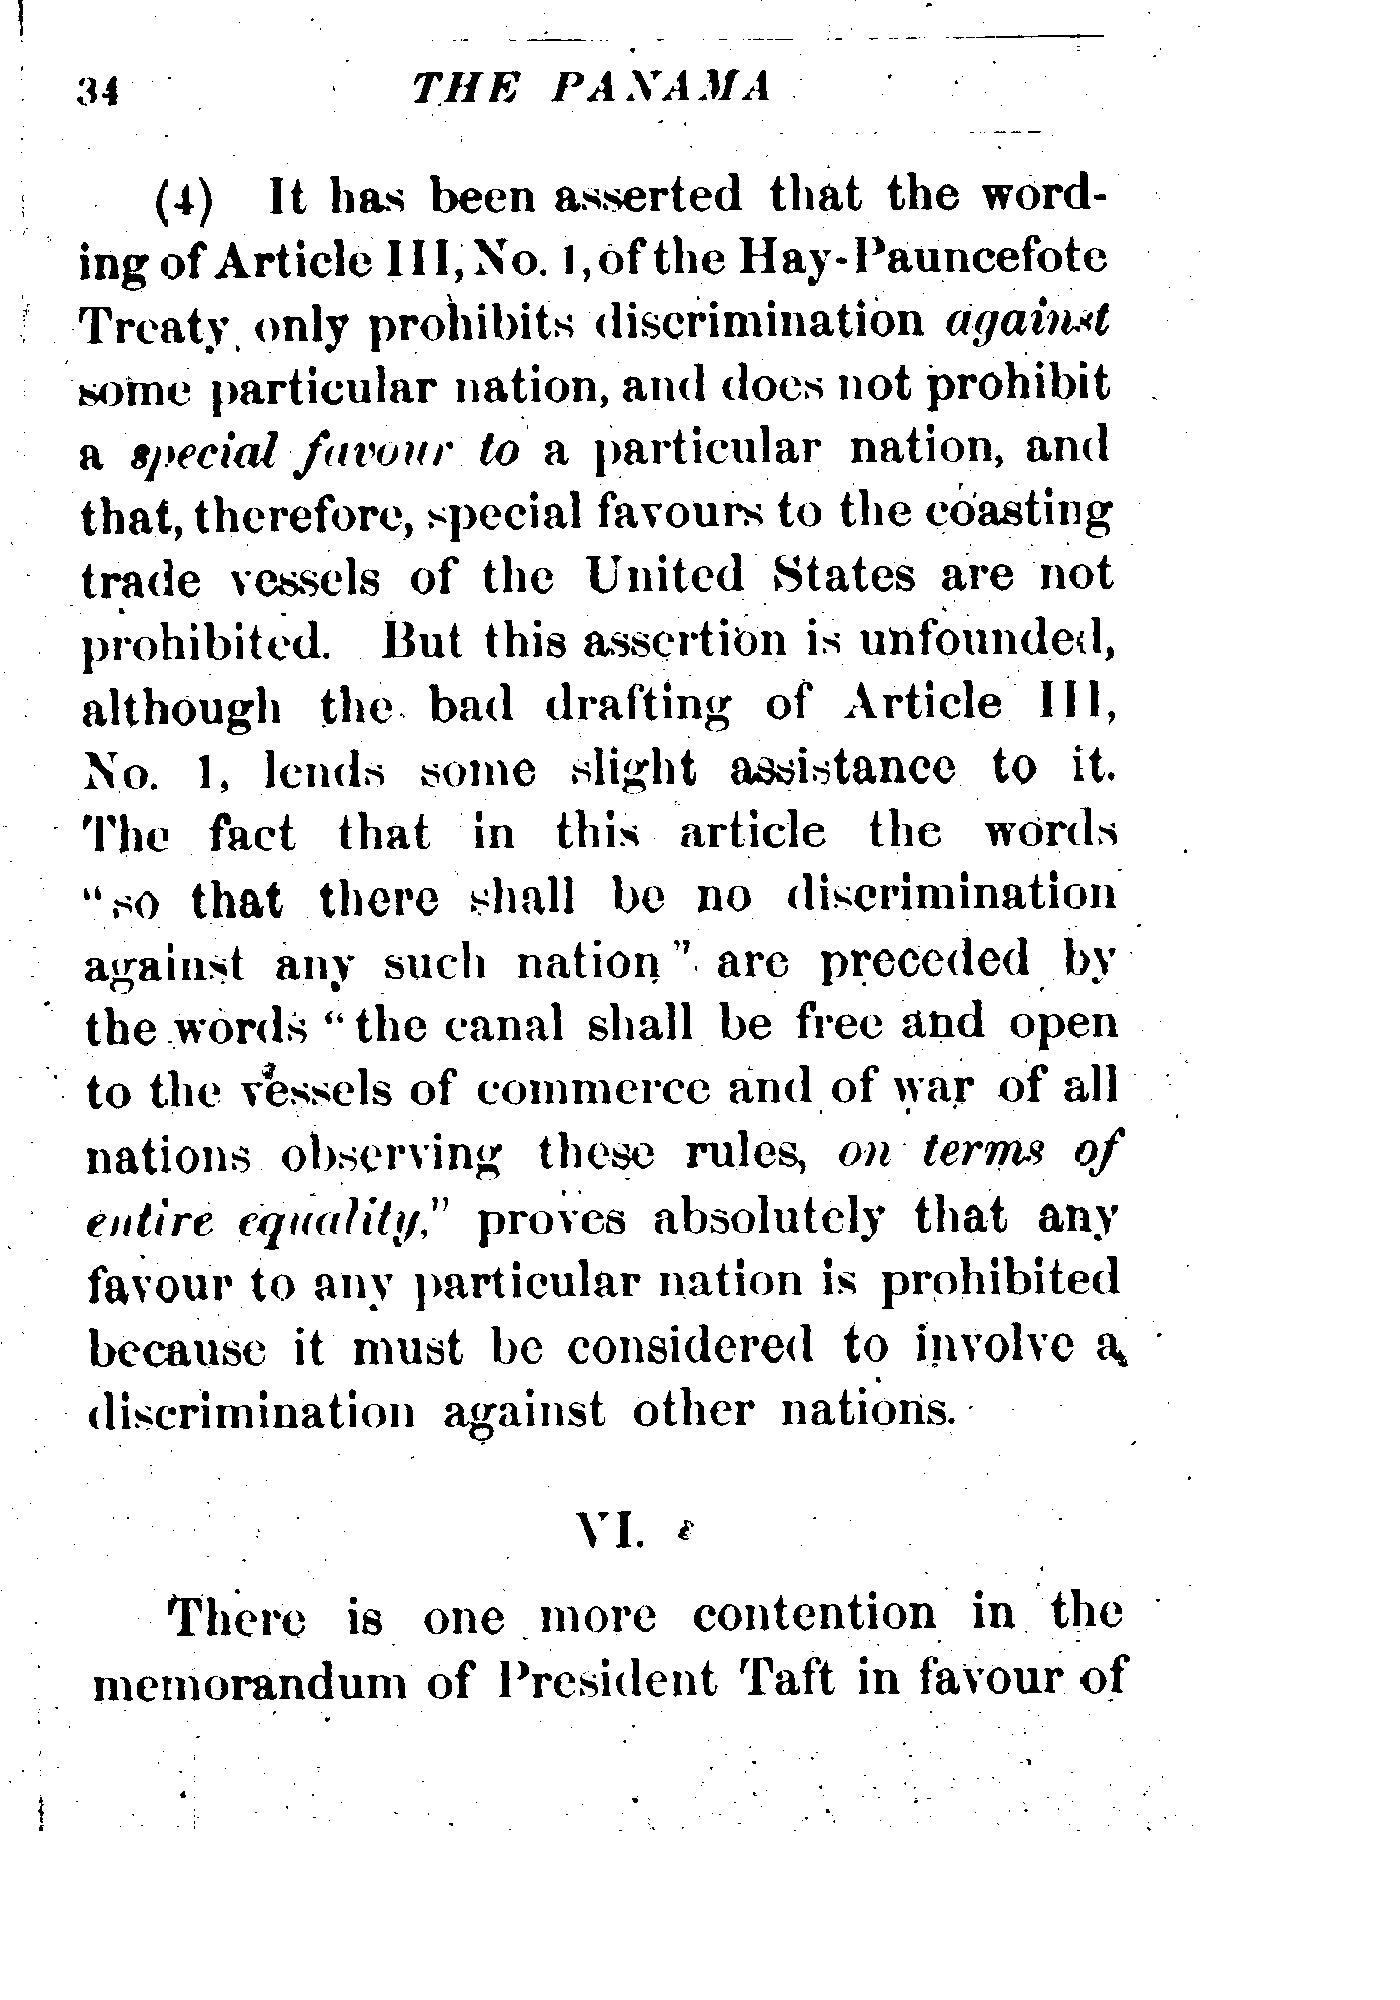 34 THE PANAMA
(4) It has been asserted that the word-
ing of Article III, No. 1, of the Hay-Pauncefote
Treaty only prohibits discrimination against
some particular nation, and does not prohibit
a special favour to a particular nation, and
that, therefore, special favours to the coasting
trade vessels of the United States are not
prohibited. But this assertion is unfounded,
although the bad drafting of Article III,
No. 1, lends some slight assistance to it.
The fact that in this article the words
“so that there shall be no discrimination
against any such nation” are preceded by
the words “the canal shall be free and open
to the vessels of commerce and of war of all
nations observing these rules, on terms of
entire equality,” proves absolutely that any
favour to any particular nation is prohibited
because it must be considered to involve a
discrimination against other nations.
VI.
There is one more contention in the
memorandum of President Taft in favour of